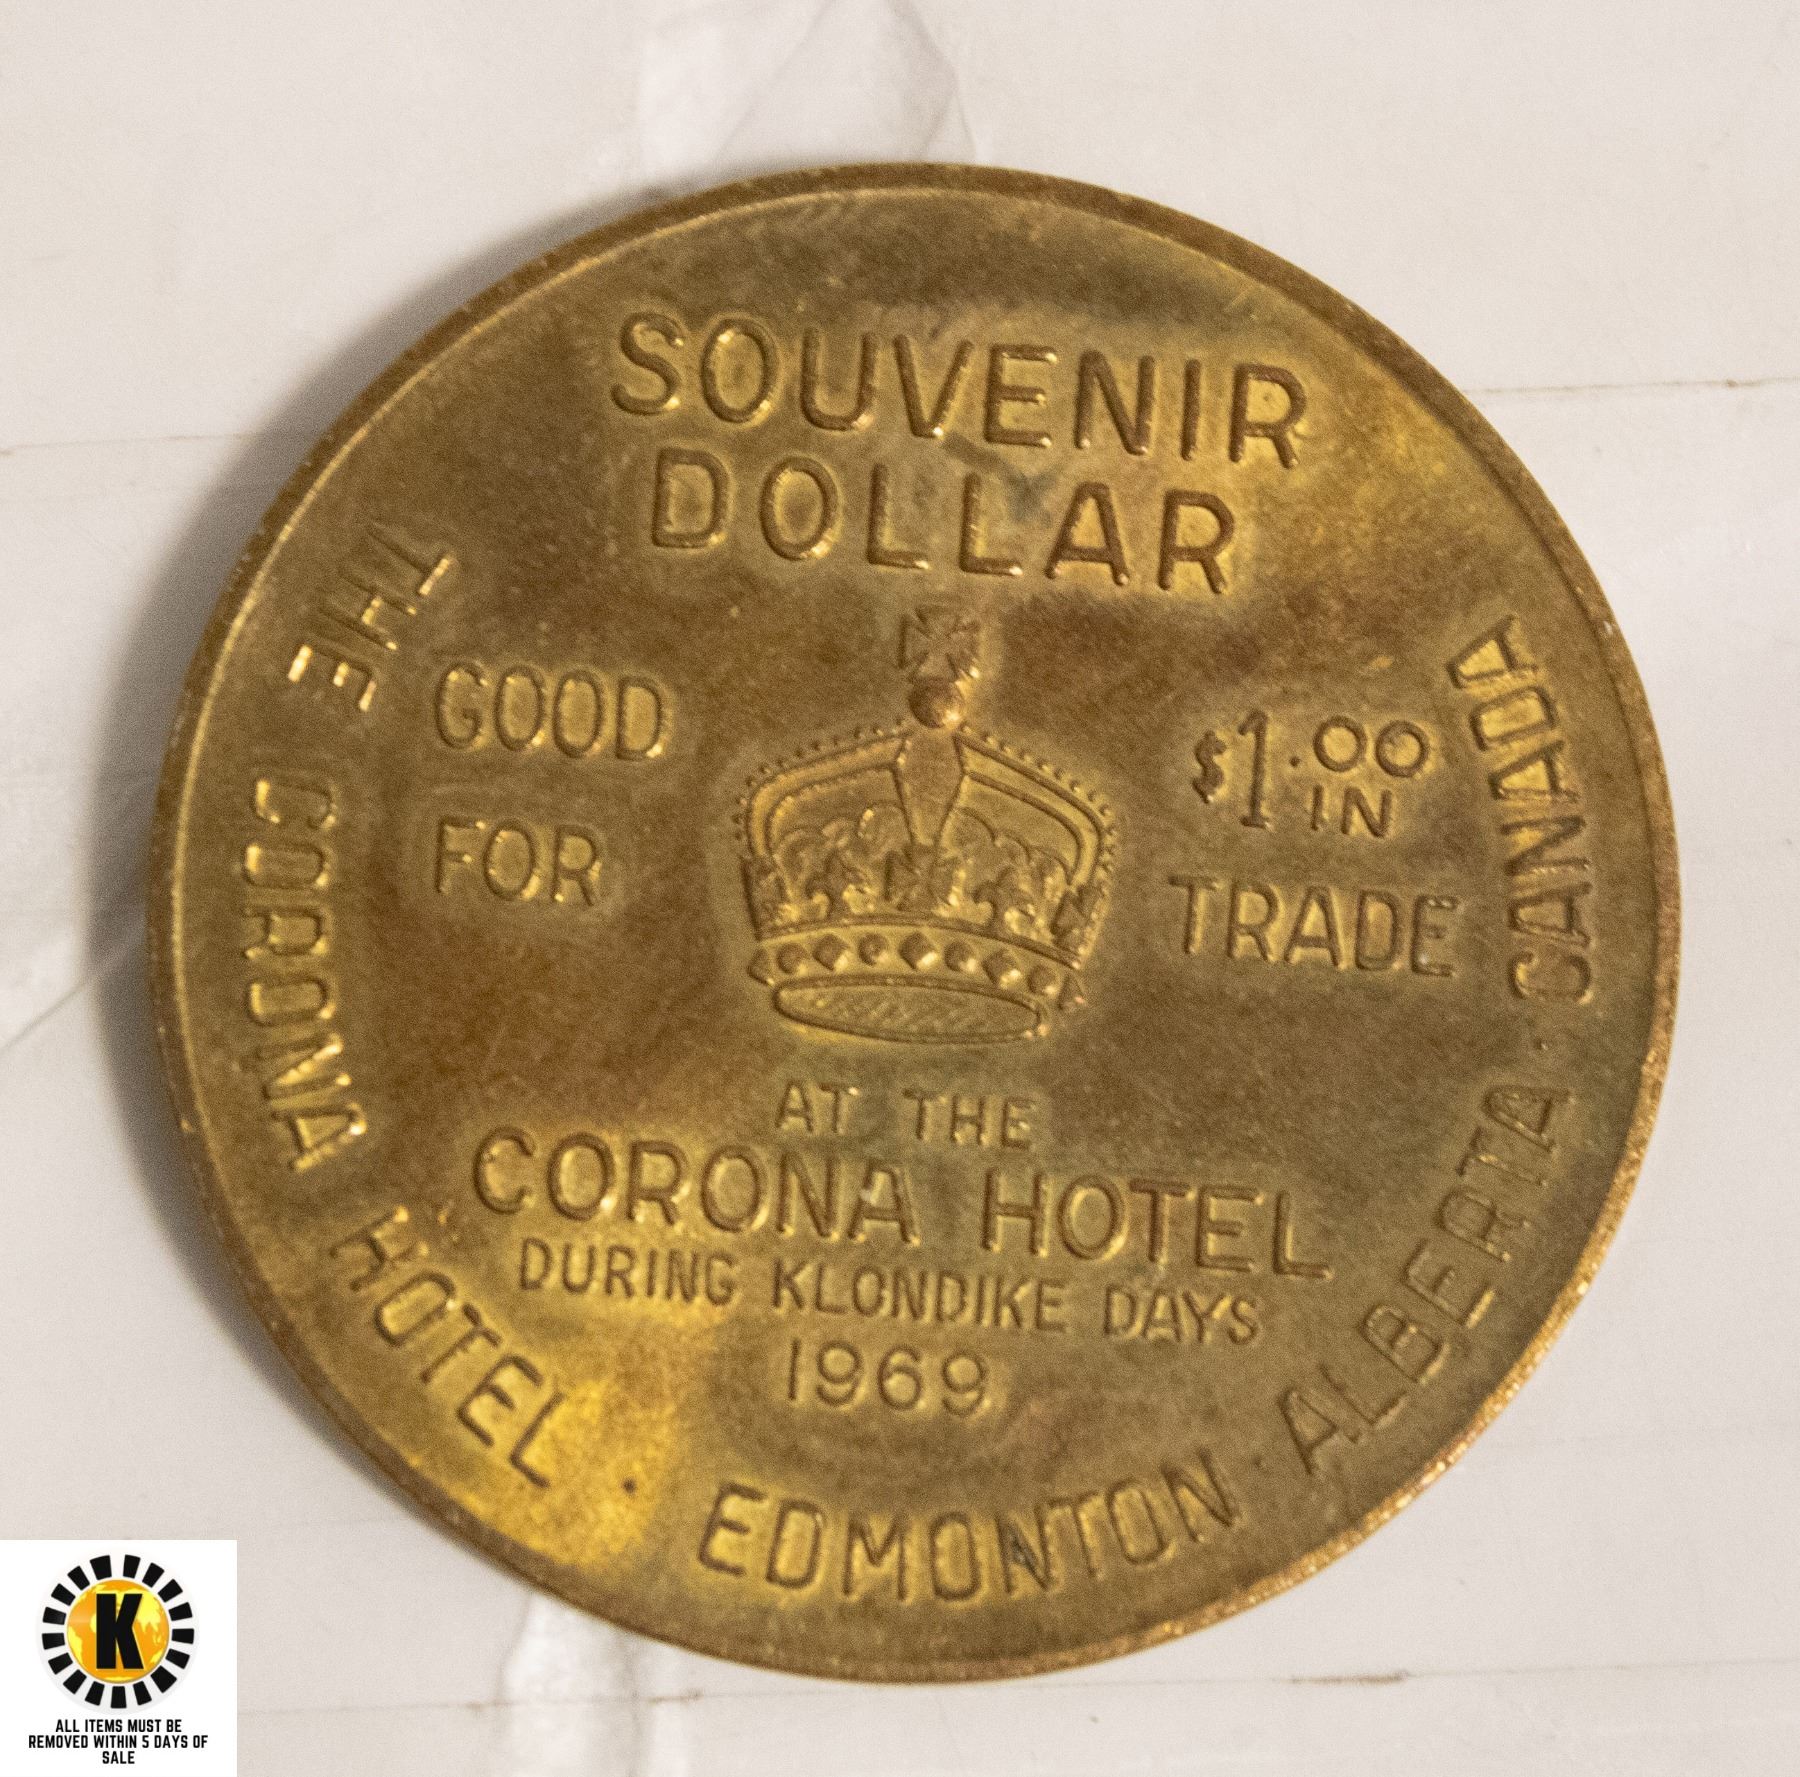 SOUVENIR
DOLLAR
GOOD
FOR
$1.00
IN
TRADE
AT THE
CORONA HOTEL
DURING KLONDIKE DAYS
1969
THE CORONA HOTEL · EDMONTON · ALBERTA · CANADA
K
ALL ITEMS MUST BE
REMOVED WITHIN 5 DAYS OF
SALE